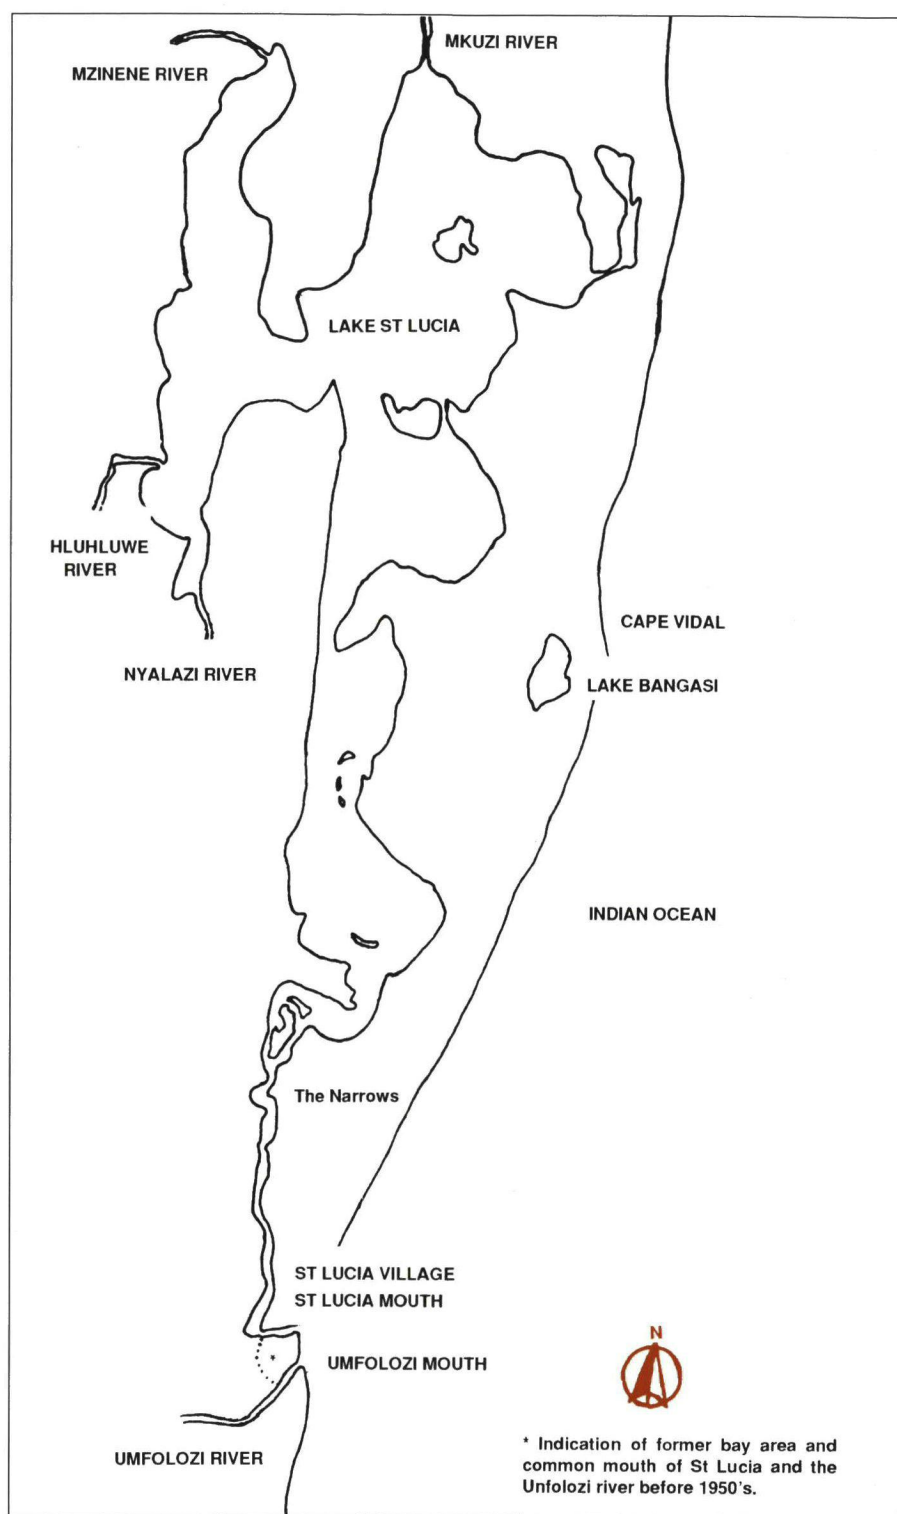 MKUZI RIVER
MZINENE RIVER
LAKE ST LUCIA
HLUHLUWE
RIVER
CAPE VIDAL
NYALAZI RIVER
LAKE BANGASI
INDIAN OCEAN
The Narrows
ST LUCIA VILLAGE
ST LUCIA MOUTH
N
*
UMFOLOZI MOUTH
UMFOLOZI RIVER
* Indication of former bay area and
common mouth of St Lucia and the
Unfolozi river before 1950's.